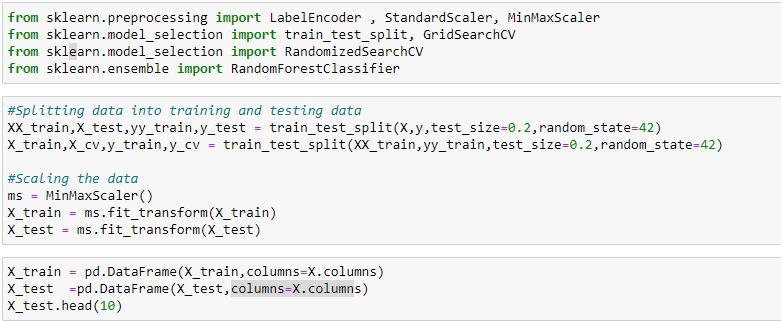 from sklearn.preprocessing import LabelEncoder , StandardScaler, MinMaxScaler
from sklearn.model_selection import train_test_split, GridSearchCV
from sklearn.model_selection import RandomizedSearchCV
from sklearn.ensemble import RandomForestClassifier
#Splitting data into training and testing data
XX_train,X_test,yy_train,y_test = train_test_split(X,y,test_size=0.2,random_state=42)
X_train,X_cv,y_train,y_cv = train_test_split(XX_train,yy_train,test_size=0.2,random_state=42)
#Scaling the data
ms = MinMaxScaler()
X_train = ms.fit_transform(X_train)
X_test = ms.fit_transform(X_test)
X_train = pd.DataFrame(X_train,columns=X.columns)
X_test  =pd.DataFrame(X_test,columns=X.columns)
X_test.head(10)